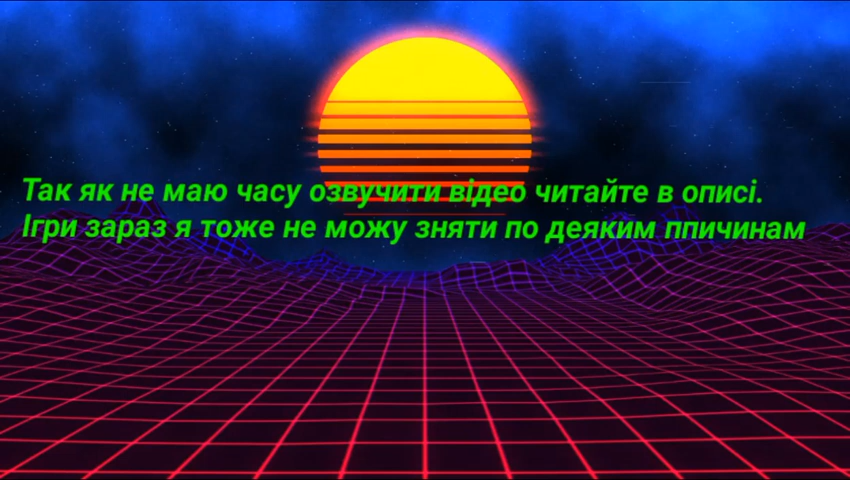 Так як не маю часу озвучити відео читайте в описі.
Ігри зараз я тоже не можу зняти по деяким ппичинам